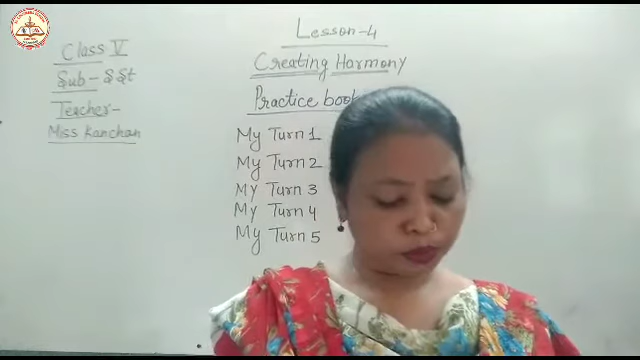 Class V
Sub- SSt
Teacher-
Miss Kanchan
Lesson-4
Creating Harmony
Practice book
My Turn 1
My Turn 2
My Turn 3
My Turn 4
My Turn 5